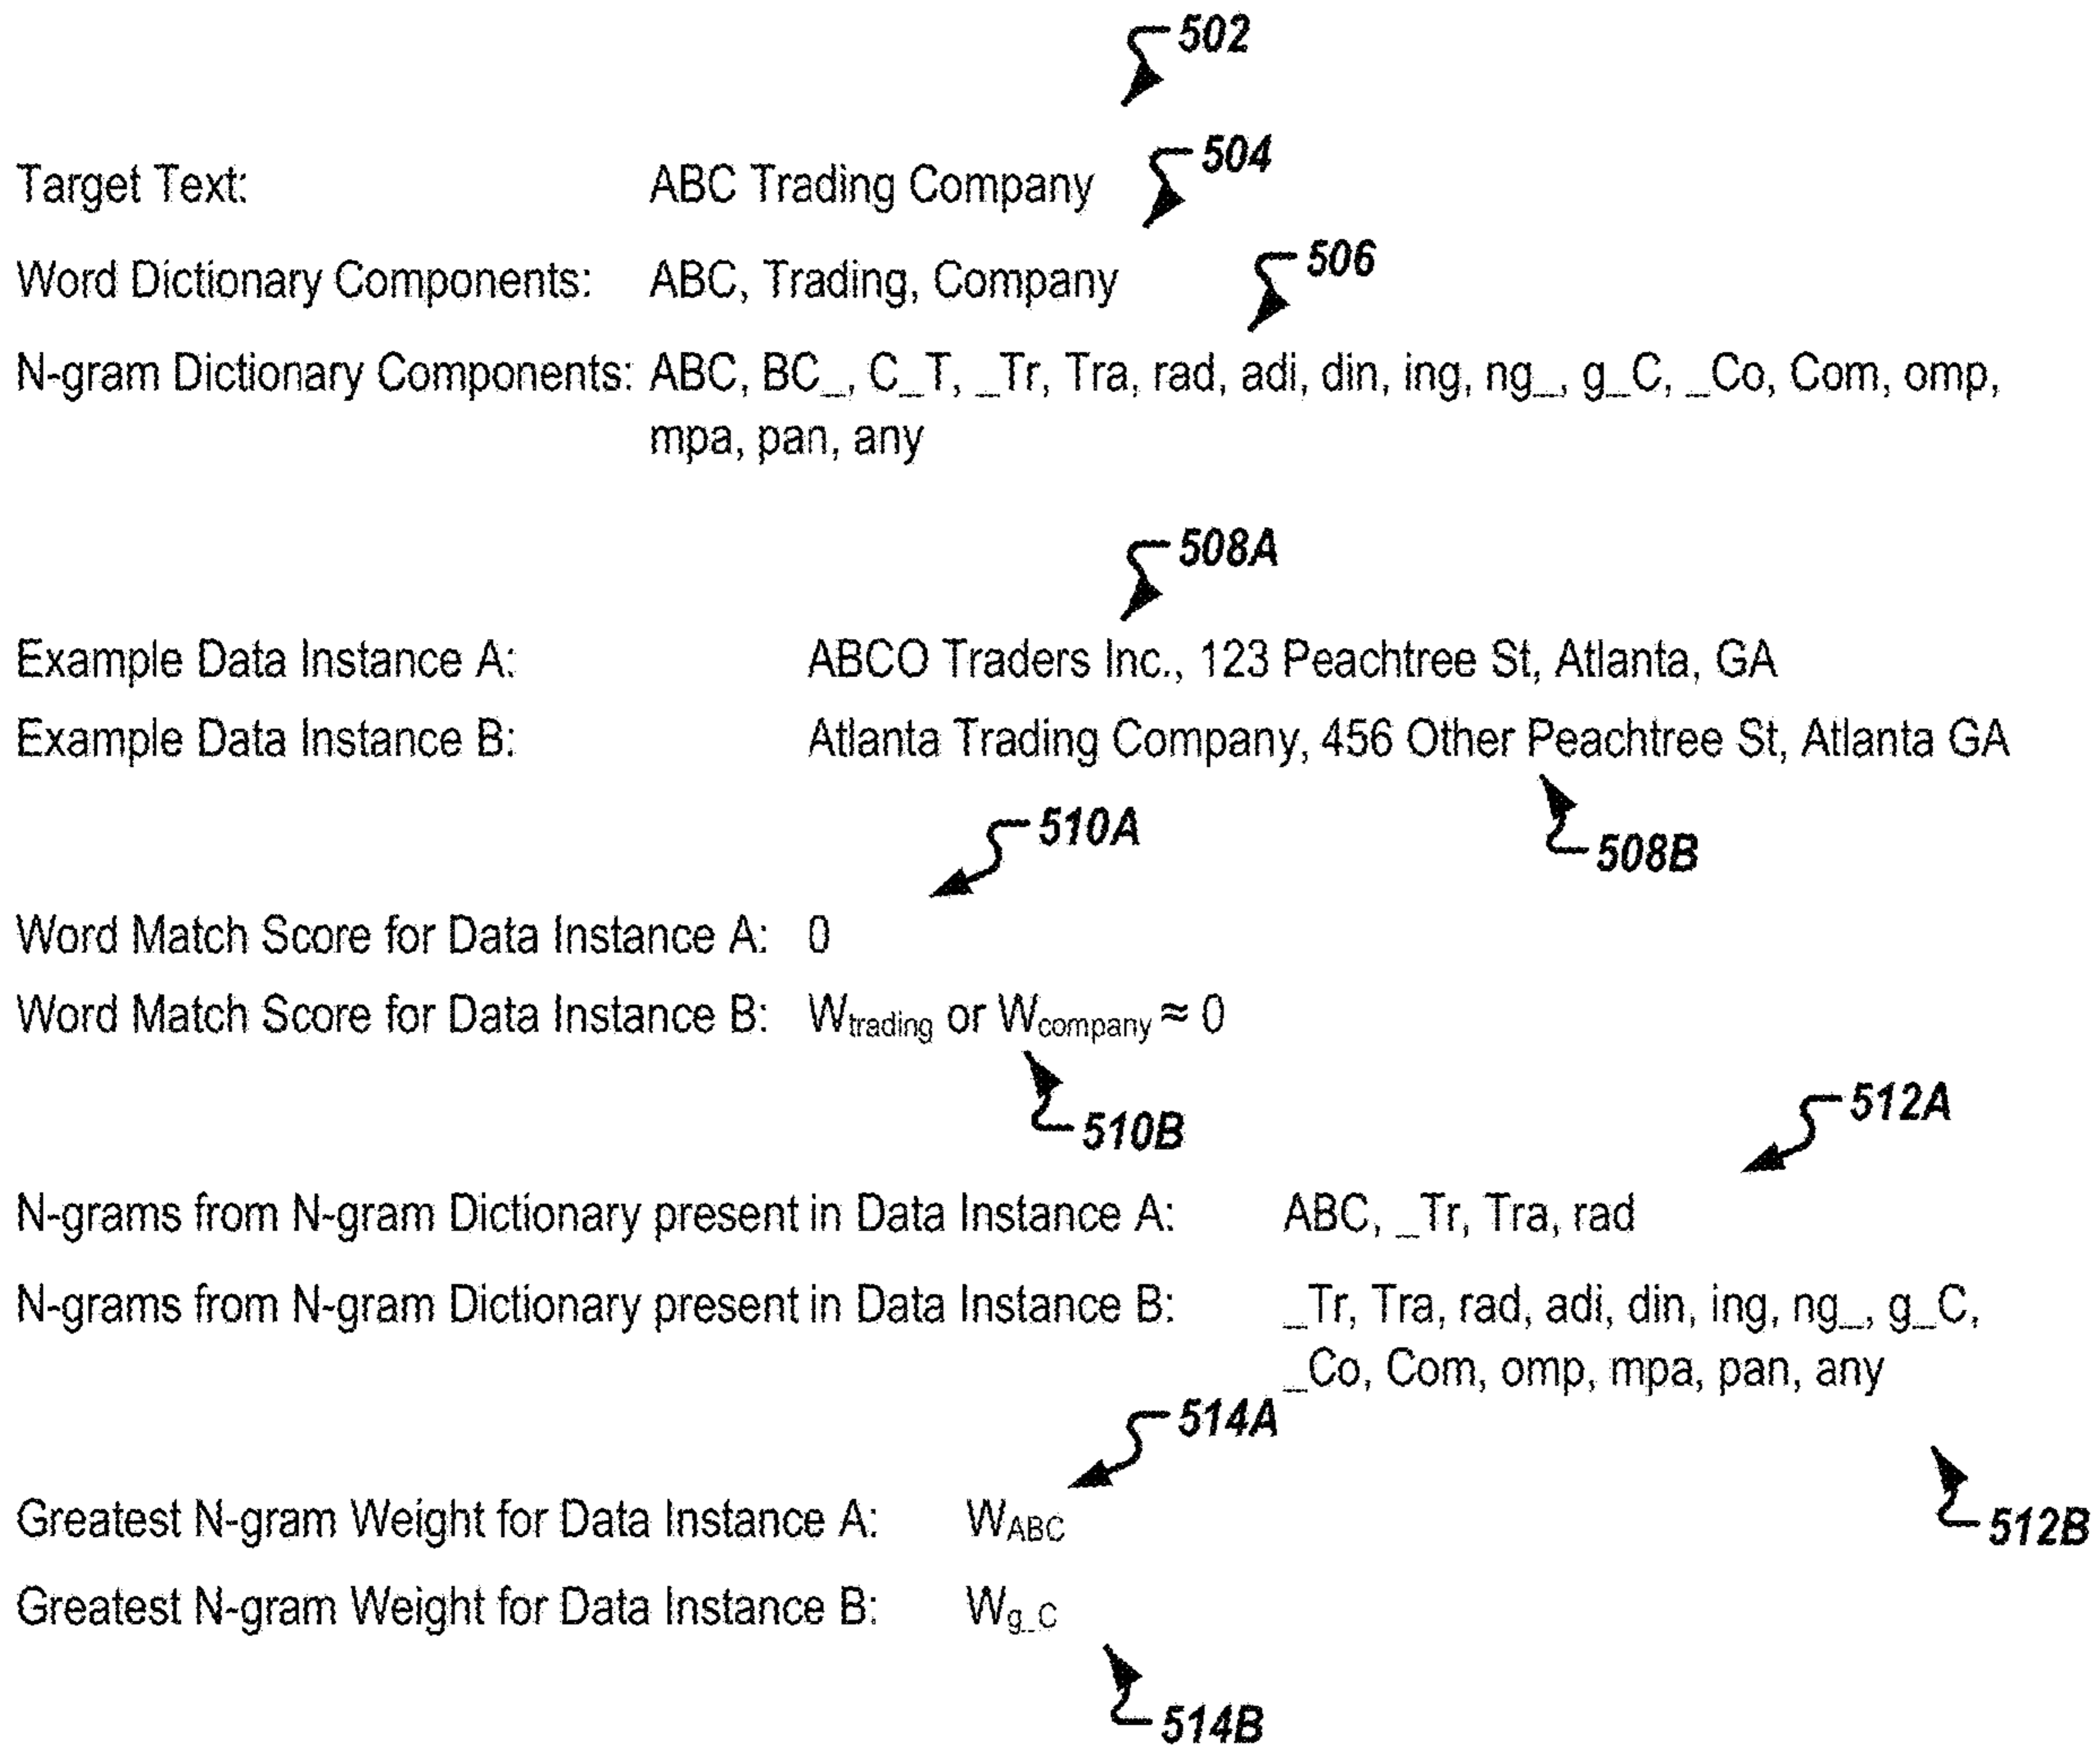 502
Target Text: ABC Trading Company
504
Word Dictionary Components: ABC, Trading, Company
506
N-gram Dictionary Components: ABC, BC_, C_T, _Tr, Tra, rad, adi, din, ing, ng_, g_C, _Co, Com, omp,
mpa, pan, any
508A
Example Data Instance A: ABCO Traders Inc., 123 Peachtree St, Atlanta, GA
Example Data Instance B: Atlanta Trading Company, 456 Other Peachtree St, Atlanta GA
508B
510A
Word Match Score for Data Instance A: 0
Word Match Score for Data Instance B: Wtrading or Wcompany ≈ 0
510B
512A
N-grams from N-gram Dictionary present in Data Instance A: ABC, _Tr, Tra, rad
N-grams from N-gram Dictionary present in Data Instance B: _Tr, Tra, rad, adi, din, ing, ng_, g_C,
_Co, Com, omp, mpa, pan, any
512B
514A
Greatest N-gram Weight for Data Instance A: WABC
Greatest N-gram Weight for Data Instance B: Wg_C
514B